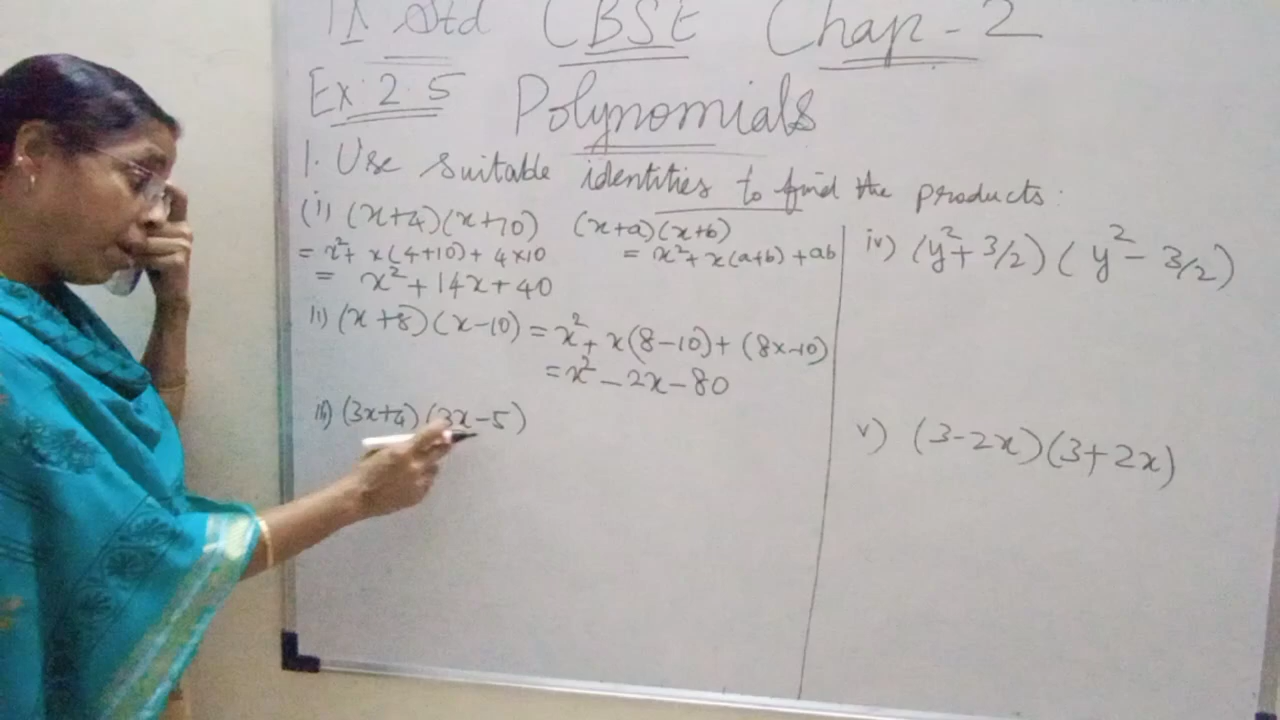 IX Std CBSE Chap - 2
Ex: 2.5 Polynomials
1. Use suitable identities to find the products:
(i) (x+4)(x+10) (x+a)(x+b)
= x²+ x(4+10) + 4×10 = x²+x(a+b)+ab
= x²+14x+40
ii) (x+8)(x-10) = x²+ x(8-10)+(8x-10)
= x²-2x-80
iii) (3x+4)(3x-5)
iv) (y²+3/2)(y²-3/2)
v) (3-2x)(3+2x)